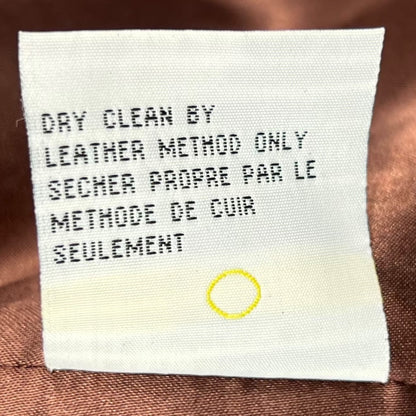 DRY CLEAN BY
LEATHER METHOD ONLY
SECHER PROPRE PAR LE
METHODE DE CUIR
SEULEMENT